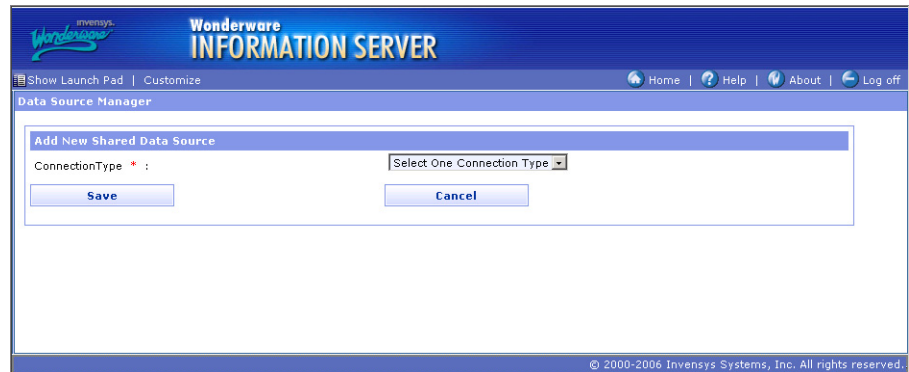 invensys.
Wonderware
Wonderware
INFORMATION SERVER
Show Launch Pad | Customize
Home | Help | About | Log off
Data Source Manager
Add New Shared Data Source
ConnectionType * :
Select One Connection Type
Save
Cancel
© 2000-2006 Invensys Systems, Inc. All rights reserved.